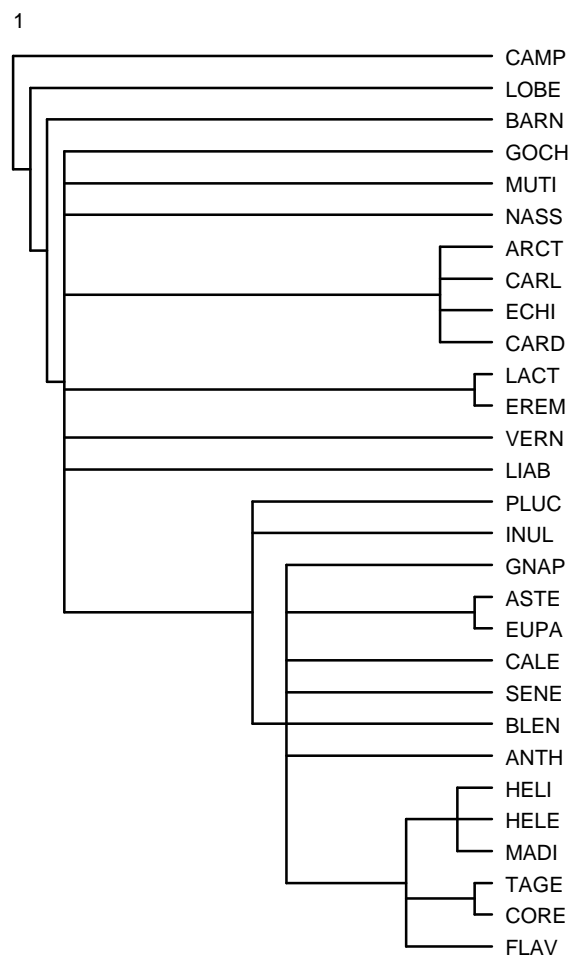 1
CAMP
LOBE
BARN
GOCH
MUTI
NASS
ARCT
CARL
ECHI
CARD
LACT
EREM
VERN
LIAB
PLUC
INUL
GNAP
ASTE
EUPA
CALE
SENE
BLEN
ANTH
HELI
HELE
MADI
TAGE
CORE
FLAV